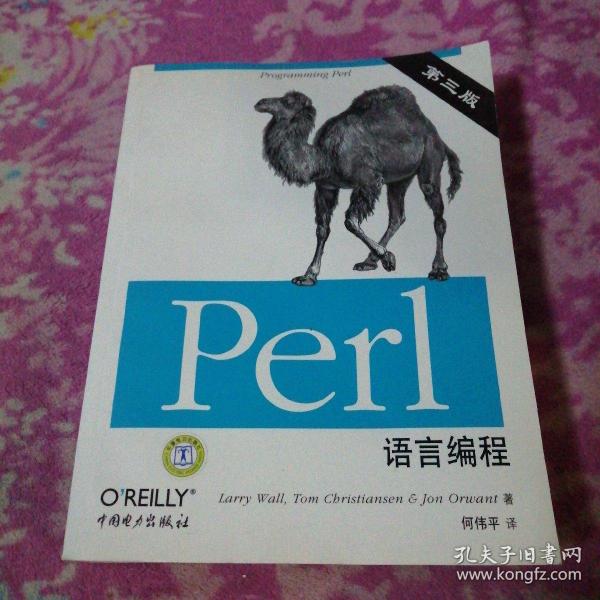 Programming Perl
第三版
Perl
语言编程
O'REILLY®
中国电力出版社
Larry Wall, Tom Christiansen & Jon Orwant 著
何伟平 译
孔夫子旧书网
www.kongfz.com